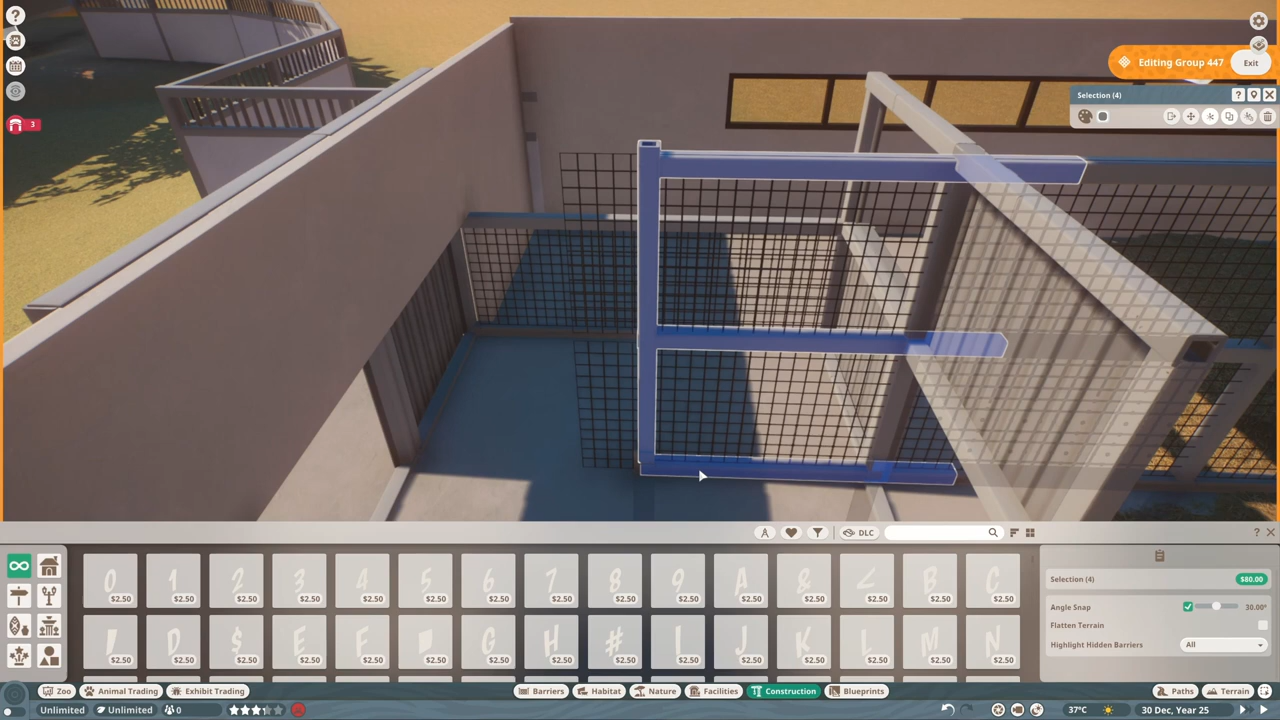 Editing Group 447
Exit
Selection (4)
?
3
DLC
?
0 1 2 3 4 5 6 7 8 9 A & < B C
$2.50 $2.50 $2.50 $2.50 $2.50 $2.50 $2.50 $2.50 $2.50 $2.50 $2.50 $2.50 $2.50 $2.50 $2.50
D $ E F G H # I J K L M N
$2.50 $2.50 $2.50 $2.50 $2.50 $2.50 $2.50 $2.50 $2.50 $2.50 $2.50 $2.50 $2.50 $2.50 $2.50
Selection (4) $80.00
Angle Snap 30.00°
Flatten Terrain
Highlight Hidden Barriers All
Zoo Animal Trading Exhibit Trading Barriers Habitat Nature Facilities Construction Blueprints Paths Terrain
Unlimited Unlimited 0 37°C 30 Dec, Year 25